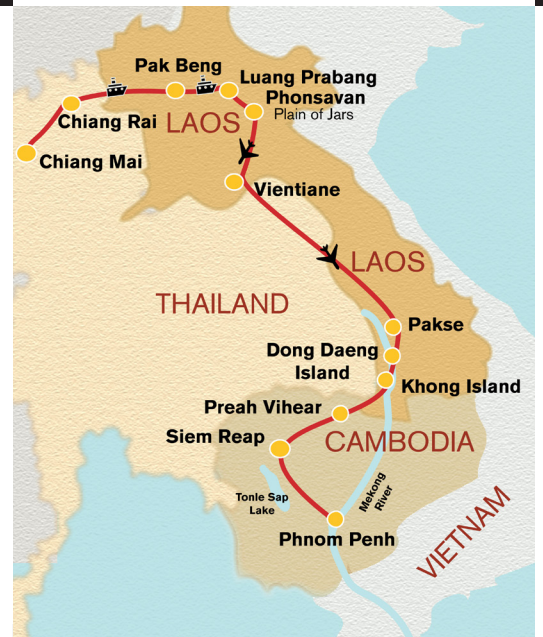 Pak Beng
Luang Prabang
Phonsavan
Plain of Jars
Chiang Rai
LAOS
Chiang Mai
Vientiane
LAOS
THAILAND
Pakse
Dong Daeng
Island
Khong Island
Preah Vihear
Siem Reap
CAMBODIA
Tonle Sap
Lake
Mekong
River
Phnom Penh
VIETNAM